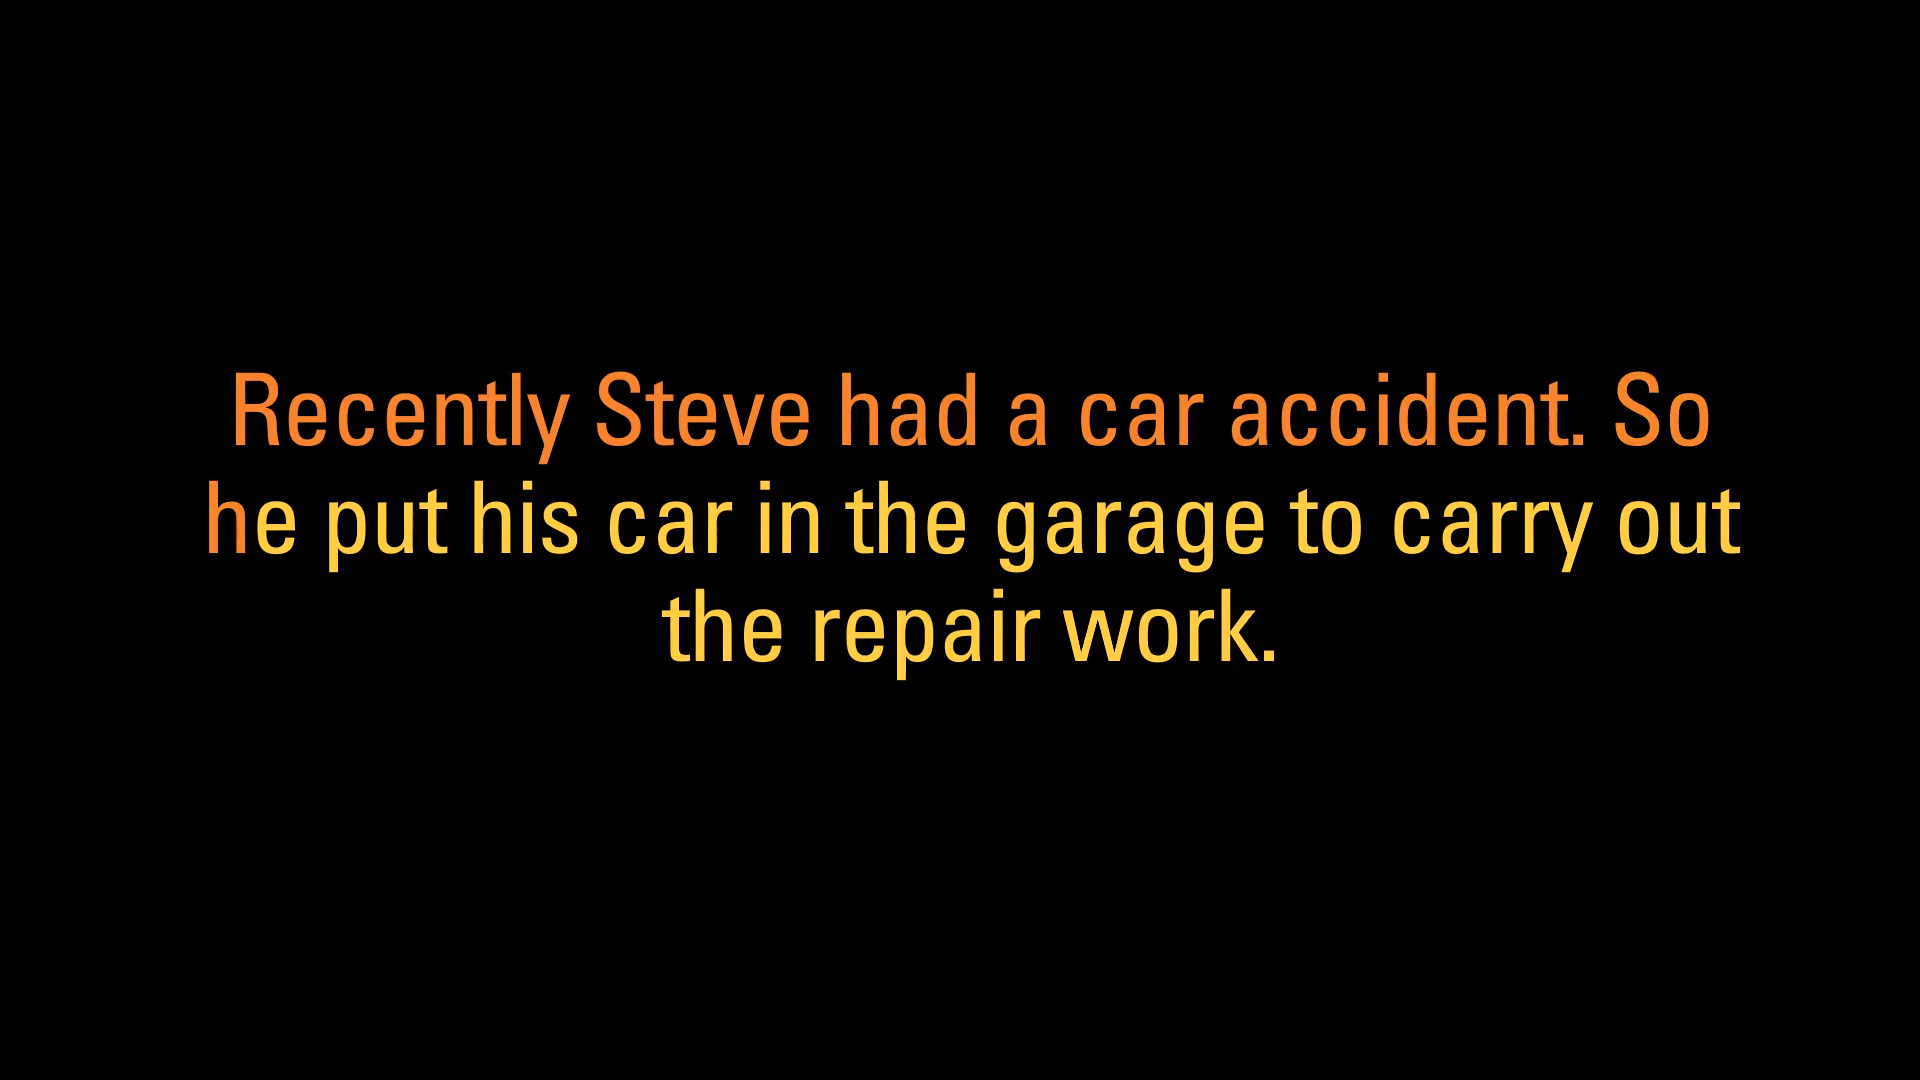 Recently Steve had a car accident. So
he put his car in the garage to carry out
the repair work.